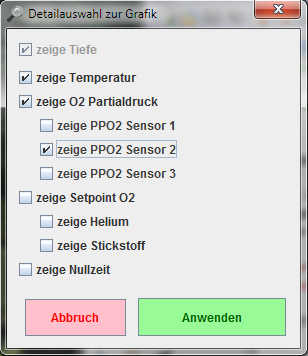 Detailauswahl zur Grafik
zeige Tiefe
zeige Temperatur
zeige O2 Partialdruck
zeige PPO2 Sensor 1
zeige PPO2 Sensor 2
zeige PPO2 Sensor 3
zeige Setpoint O2
zeige Helium
zeige Stickstoff
zeige Nullzeit
Abbruch
Anwenden